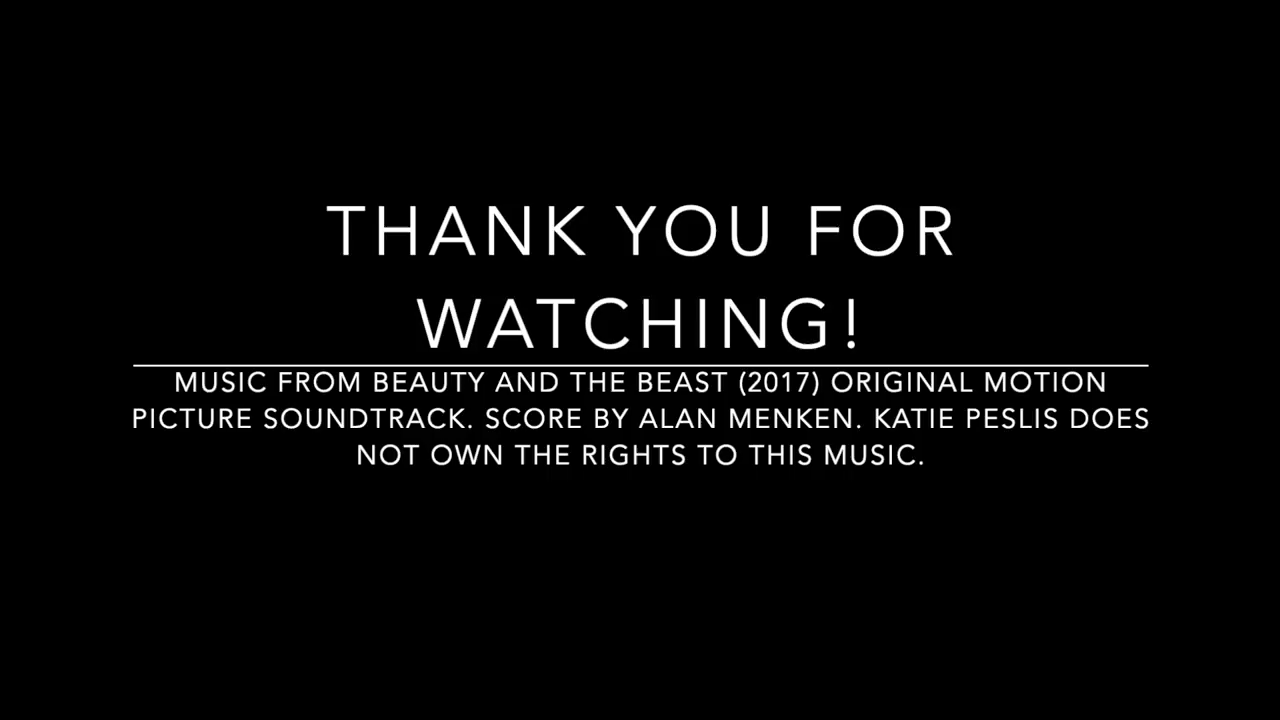 THANK YOU FOR
WATCHING!
MUSIC FROM BEAUTY AND THE BEAST (2017) ORIGINAL MOTION
PICTURE SOUNDTRACK. SCORE BY ALAN MENKEN. KATIE PESLIS DOES
NOT OWN THE RIGHTS TO THIS MUSIC.